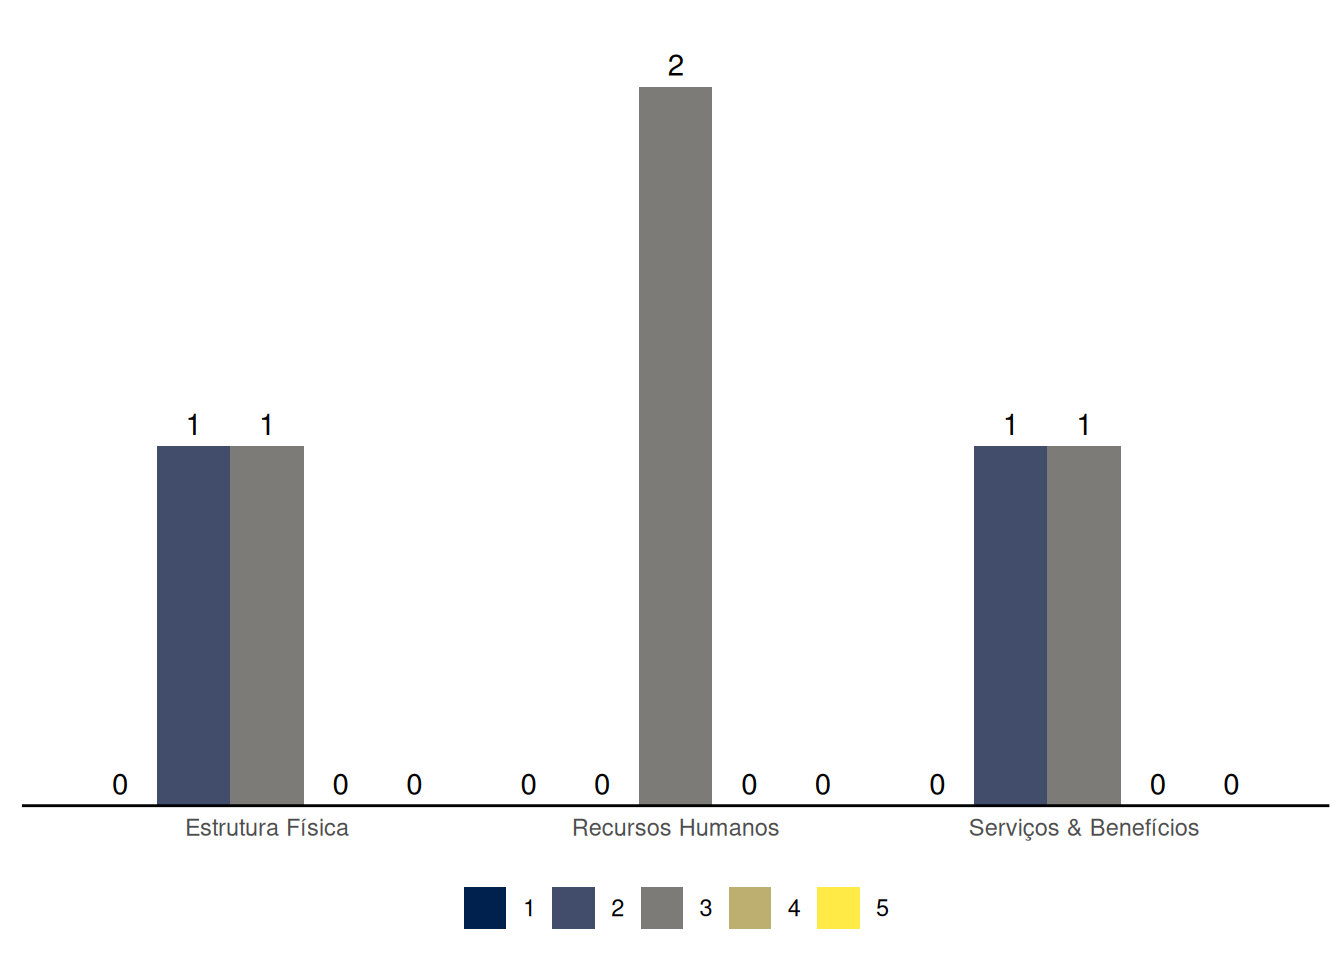 2
1 1 1 1
0 0 0 0 0 0 0 0 0 0
Estrutura Física Recursos Humanos Serviços & Benefícios
1 2 3 4 5